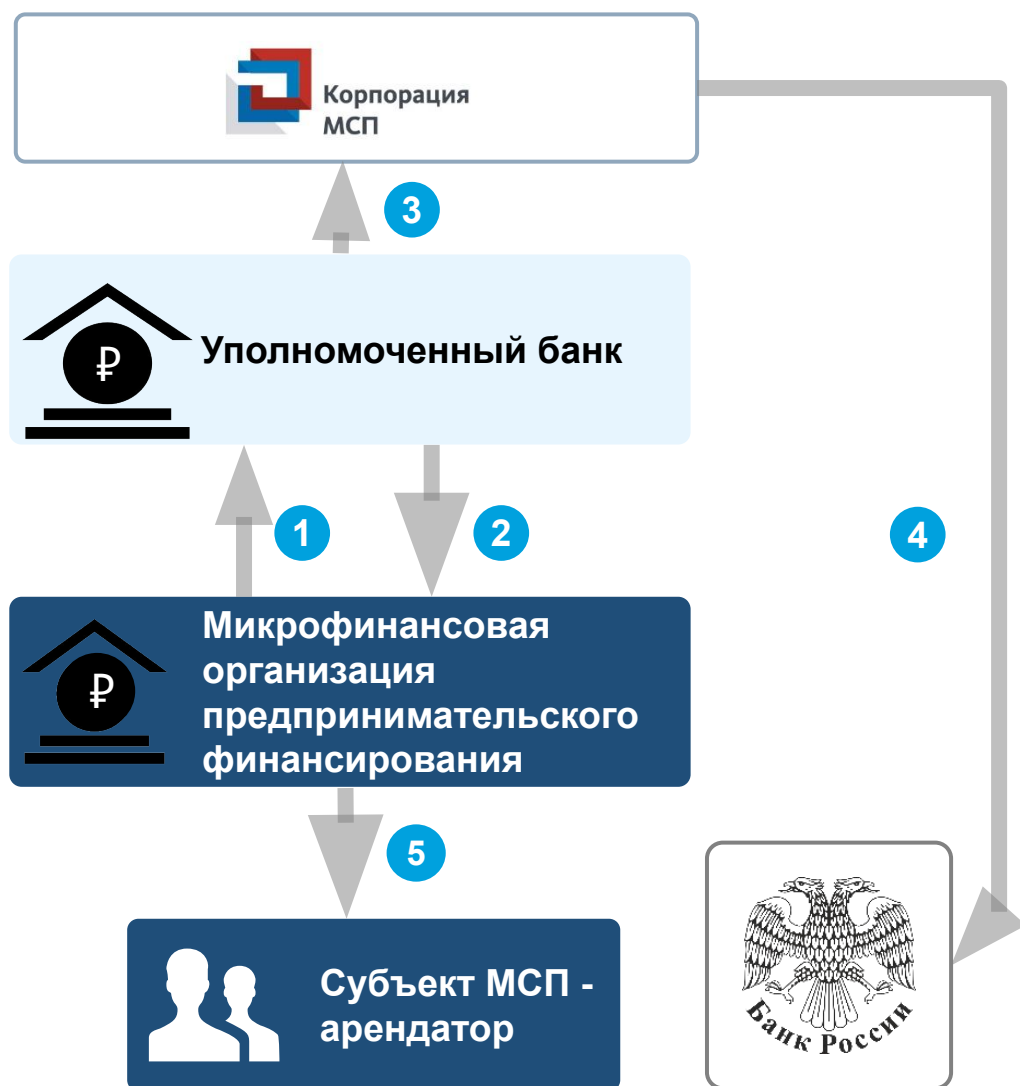 Корпорация
МСП
3
₽
Уполномоченный банк
1
2
4
₽
Микрофинансовая
организация
предпринимательского
финансирования
5
Субъект МСП -
арендатор
Банк России